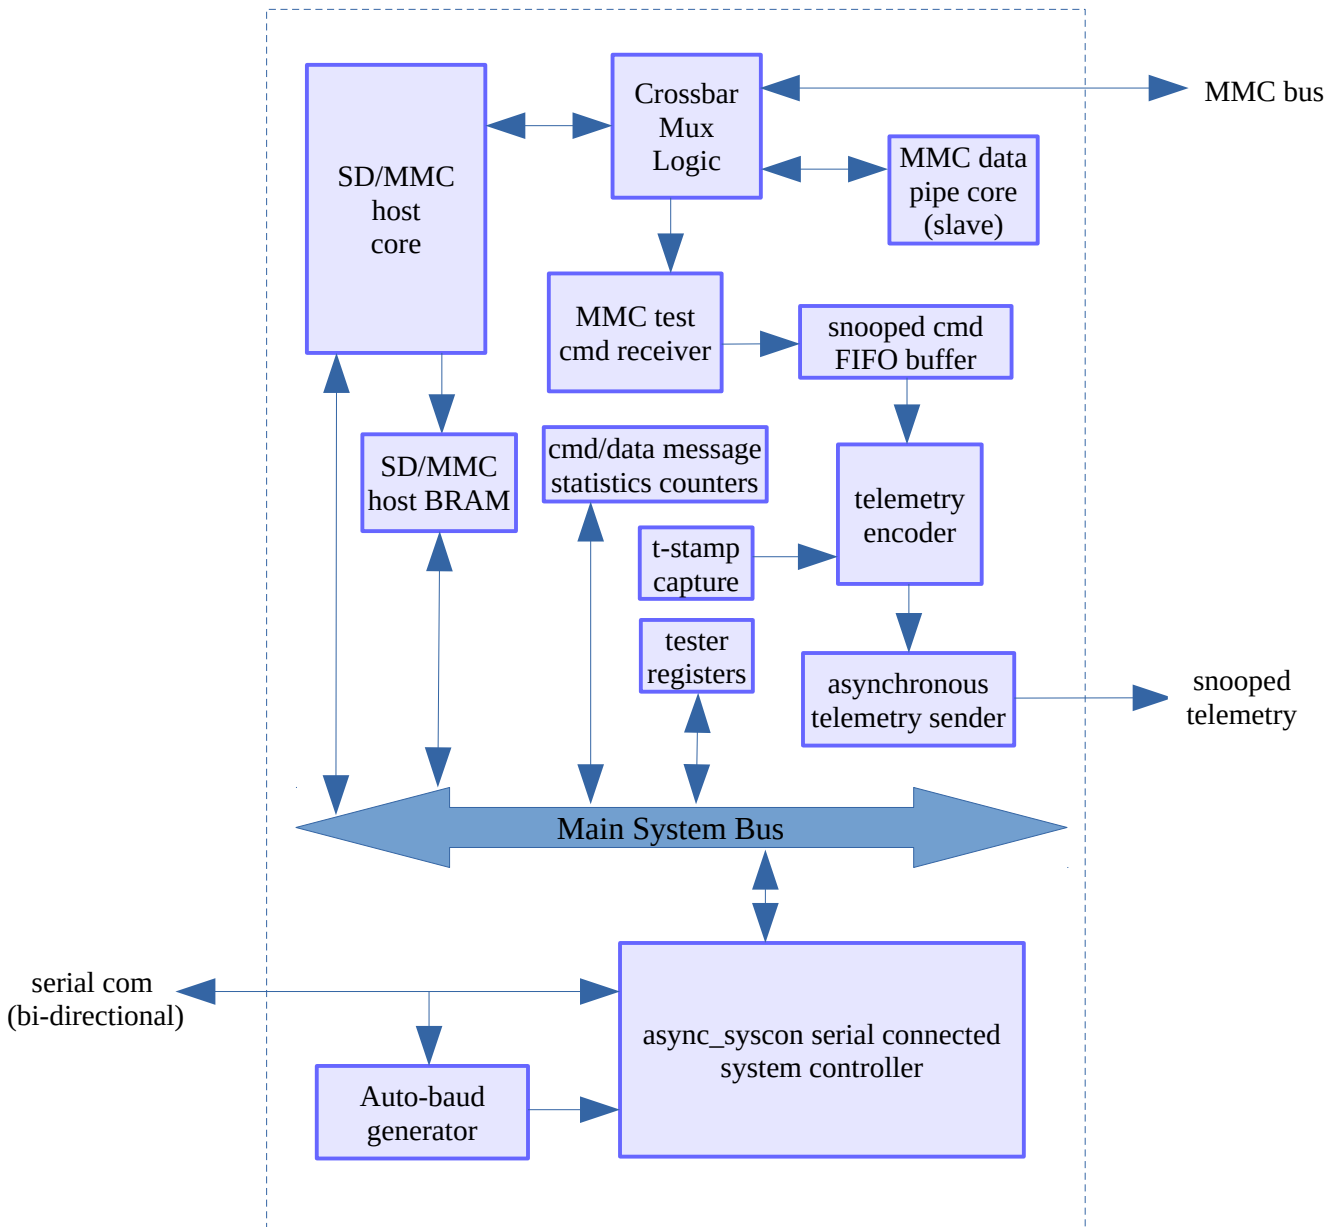 Crossbar
Mux
Logic
MMC bus
SD/MMC
host
core
MMC data
pipe core
(slave)
MMC test
cmd receiver
snooped cmd
FIFO buffer
SD/MMC
host BRAM
cmd/data message
statistics counters
telemetry
encoder
t-stamp
capture
tester
registers
asynchronous
telemetry sender
snooped
telemetry
Main System Bus
serial com
(bi-directional)
async_syscon serial connected
system controller
Auto-baud
generator